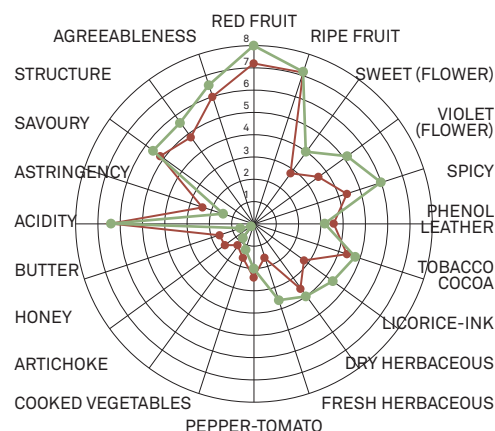 RED FRUIT
AGREEABLENESS
RIPE FRUIT
STRUCTURE
SWEET (FLOWER)
SAVOURY
VIOLET
(FLOWER)
ASTRINGENCY
SPICY
ACIDITY
PHENOL
LEATHER
BUTTER
TOBACCO
COCOA
HONEY
LICORICE-INK
ARTICHOKE
DRY HERBACEOUS
COOKED VEGETABLES
FRESH HERBACEOUS
PEPPER-TOMATO
8
7
6
5
4
3
2
1